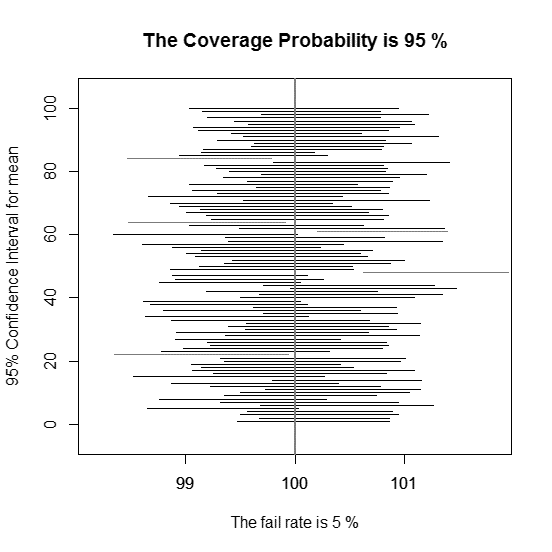 The Coverage Probability is 95 %
95% Confidence Interval for mean
100
80
60
40
20
0
99 100 101
The fail rate is 5 %